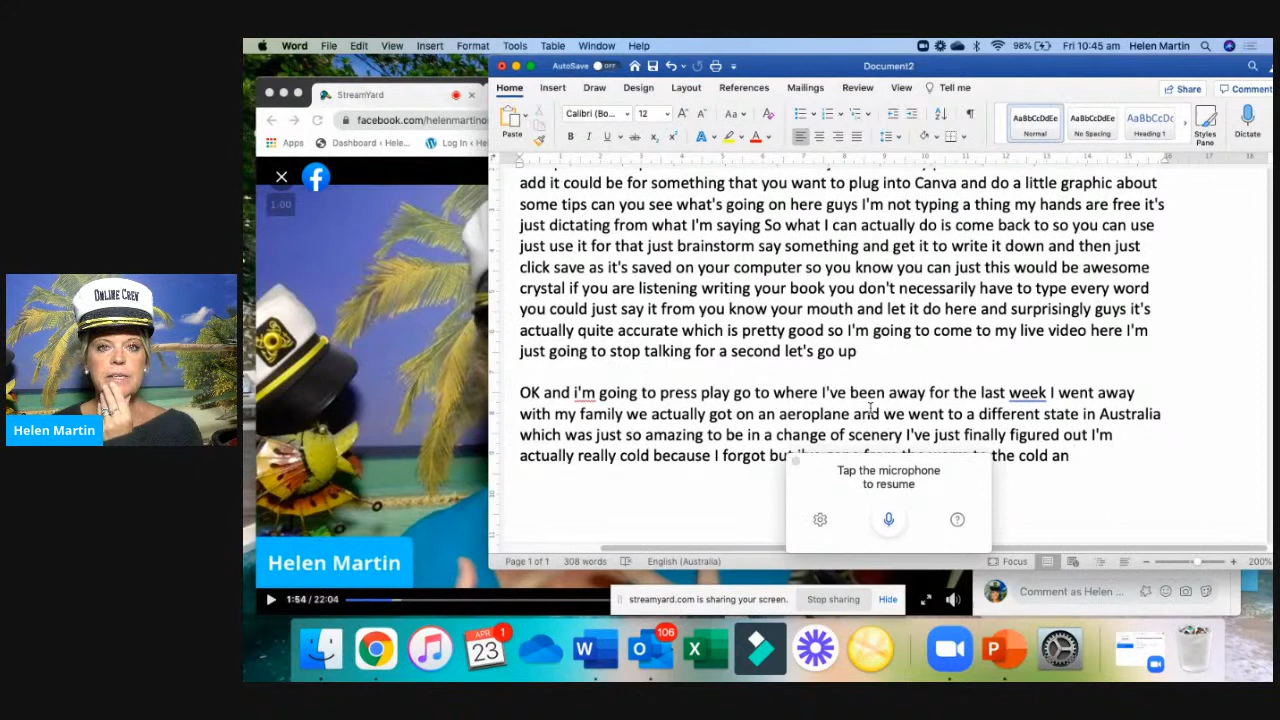 Word File Edit View Insert Format Tools Table Window Help 98% Fri 10:45 am Helen Martin
AutoSave OFF Document2
StreamYard
Home Insert Draw Design Layout References Mailings Review View Tell me Share Comment
facebook.com/helenmartino
Calibri (Bo... 12 Aa
Apps Dashboard ‹ Hele... Log In ‹ Hele
Paste B I U ab x₂ x² A A
AaBbCcDdEe AaBbCcDdEe AaBbCcDc
Normal No Spacing Heading 1
Styles Pane
Dictate
add it could be for something that you want to plug into Canva and do a little graphic about
some tips can you see what's going on here guys I'm not typing a thing my hands are free it's
just dictating from what I'm saying So what I can actually do is come back to so you can use
just use it for that just brainstorm say something and get it to write it down and then just
click save as it's saved on your computer so you know you can just this would be awesome
crystal if you are listening writing your book you don't necessarily have to type every word
you could just say it from you know your mouth and let it do here and surprisingly guys it's
actually quite accurate which is pretty good so I'm going to come to my live video here I'm
just going to stop talking for a second let's go up
OK and i'm going to press play go to where I've been away for the last week I went away
with my family we actually got on an aeroplane and we went to a different state in Australia
which was just so amazing to be in a change of scenery I've just finally figured out I'm
actually really cold because I forgot but the cold an
Tap the microphone
to resume
1.00
ONLINE CREW
Helen Martin
Helen Martin
Page 1 of 1 308 words English (Australia) Focus 200%
1:54 / 22:04
streamyard.com is sharing your screen. Stop sharing Hide
Comment as Helen ...
APR 23
1
106
W O X P